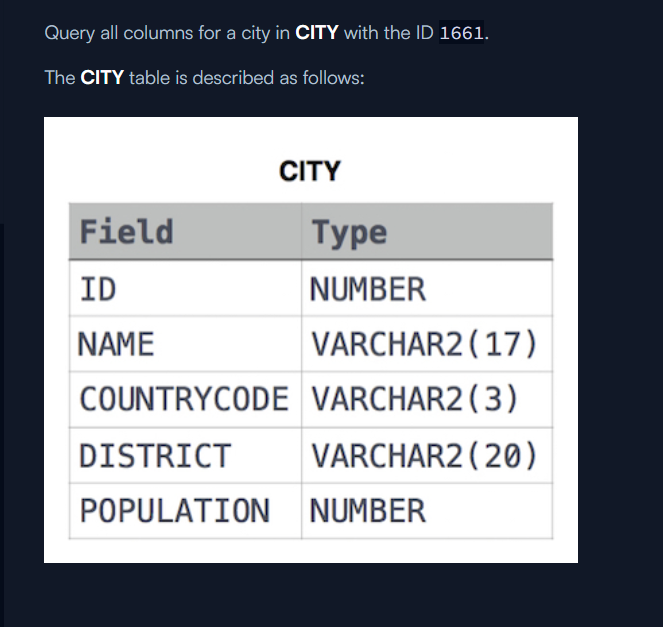 Query all columns for a city in CITY with the ID 1661.
The CITY table is described as follows:
CITY
Field Type
ID NUMBER
NAME VARCHAR2(17)
COUNTRYCODE VARCHAR2(3)
DISTRICT VARCHAR2(20)
POPULATION NUMBER